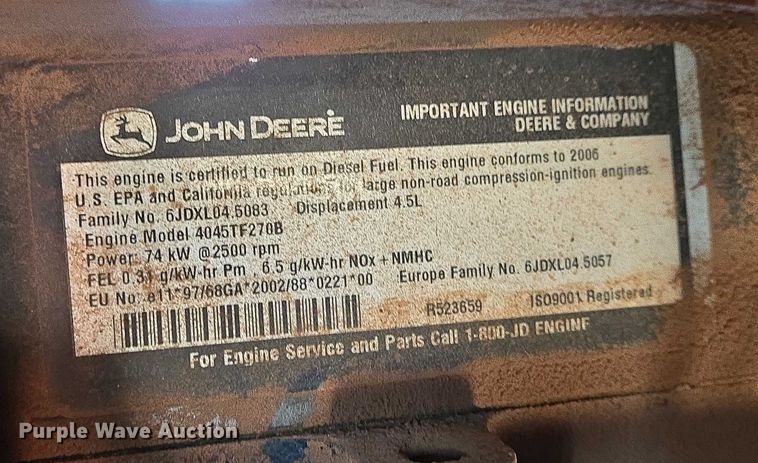 JOHN DEERE
IMPORTANT ENGINE INFORMATION
DEERE & COMPANY
This engine is certified to run on Diesel Fuel. This engine conforms to 2006
U.S. EPA and California regulations for large non-road compression-ignition engines.
Family No. 6JDXL04.5083 Displacement 4.5L
Engine Model 4045TF270B
Power: 74 kW @2500 rpm
FEL 0.31 g/kW-hr Pm , 6.5 g/kW-hr NOx + NMHC
EU No: e11*97/68GA*2002/88*0221*00 Europe Family No. 6JDXL04.5057
R523659 ISO9001 Registered
For Engine Service and Parts Call 1-800-JD ENGINE
Purple Wave Auction